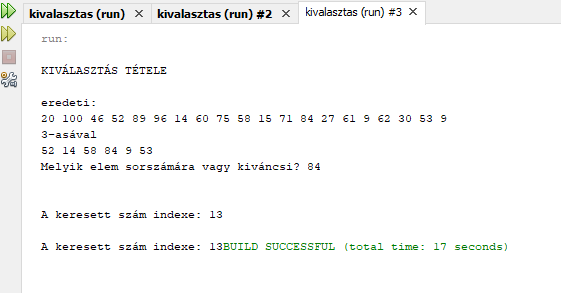 kivalasztas (run) × kivalasztas (run) #2 × kivalasztas (run) #3 ×
run:
KIVÁLASZTÁS TÉTELE
eredeti:
20 100 46 52 89 96 14 60 75 58 15 71 84 27 61 9 62 30 53 9
3-asával
52 14 58 84 9 53
Melyik elem sorszámára vagy kiváncsi? 84
A keresett szám indexe: 13
A keresett szám indexe: 13BUILD SUCCESSFUL (total time: 17 seconds)